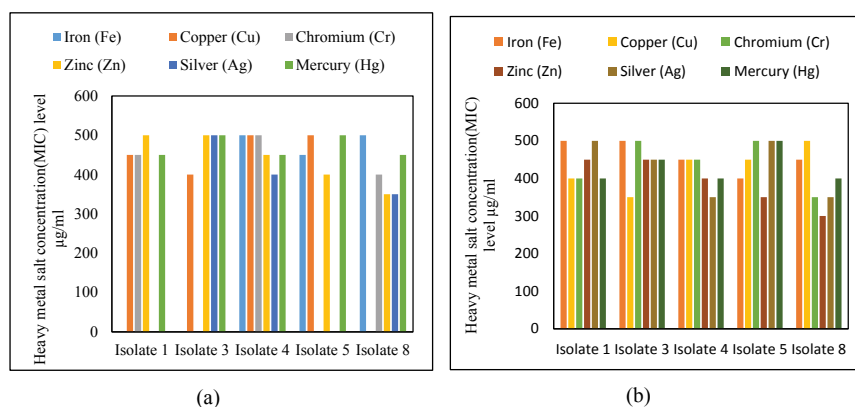 Iron (Fe) Copper (Cu) Chromium (Cr)
Zinc (Zn) Silver (Ag) Mercury (Hg)
Heavy metal salt concentration(MIC) level
µg/ml
600
500
400
300
200
100
0
Isolate 1 Isolate 3 Isolate 4 Isolate 5 Isolate 8
(a)
Iron (Fe) Copper (Cu) Chromium (Cr)
Zinc (Zn) Silver (Ag) Mercury (Hg)
Heavy metal salt concentration(MIC)
level µg/ml
600
500
400
300
200
100
0
Isolate 1 Isolate 3 Isolate 4 Isolate 5 Isolate 8
(b)